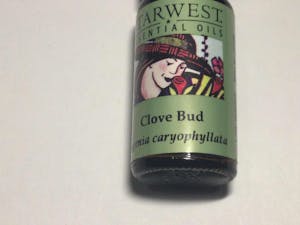 ARWEST
ENTIAL OILS
Clove Bud
enia caryophyllata